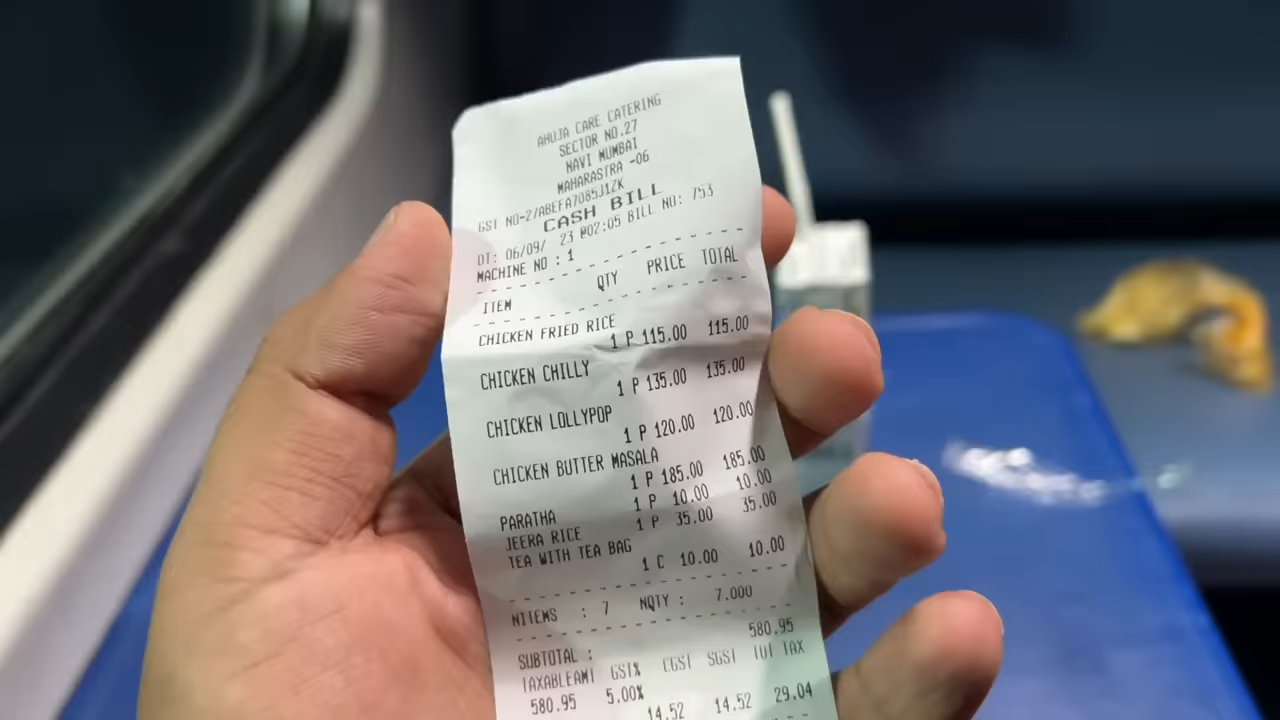 AHUJA CARE CATERING
SECTOR NO.27
NAVI MUMBAI
MAHARASTRA -06
GST NO-27ABEFA7085J1ZK
CASH BILL
DT: 06/09/ 23 @02:05 BILL NU: 753
MACHINE NO : 1
ITEM QTY PRICE TOTAL
CHICKEN FRIED RICE
1 P 115.00 115.00
CHICKEN CHILLY
1 P 135.00 135.00
CHICKEN LOLLYPOP
1 P 120.00 120.00
CHICKEN BUTTER MASALA
1 P 185.00 185.00
PARATHA 1 P 10.00 10.00
JEERA RICE 1 P 35.00 35.00
TEA WITH TEA BAG
1 C 10.00 10.00
NITEMS : 7 NQTY : 7.000
SUBTOTAL : 580.95
TAXABLEAMT GST% CGST SGST TOT TAX
580.95 5.00% 14.52 14.52 29.04